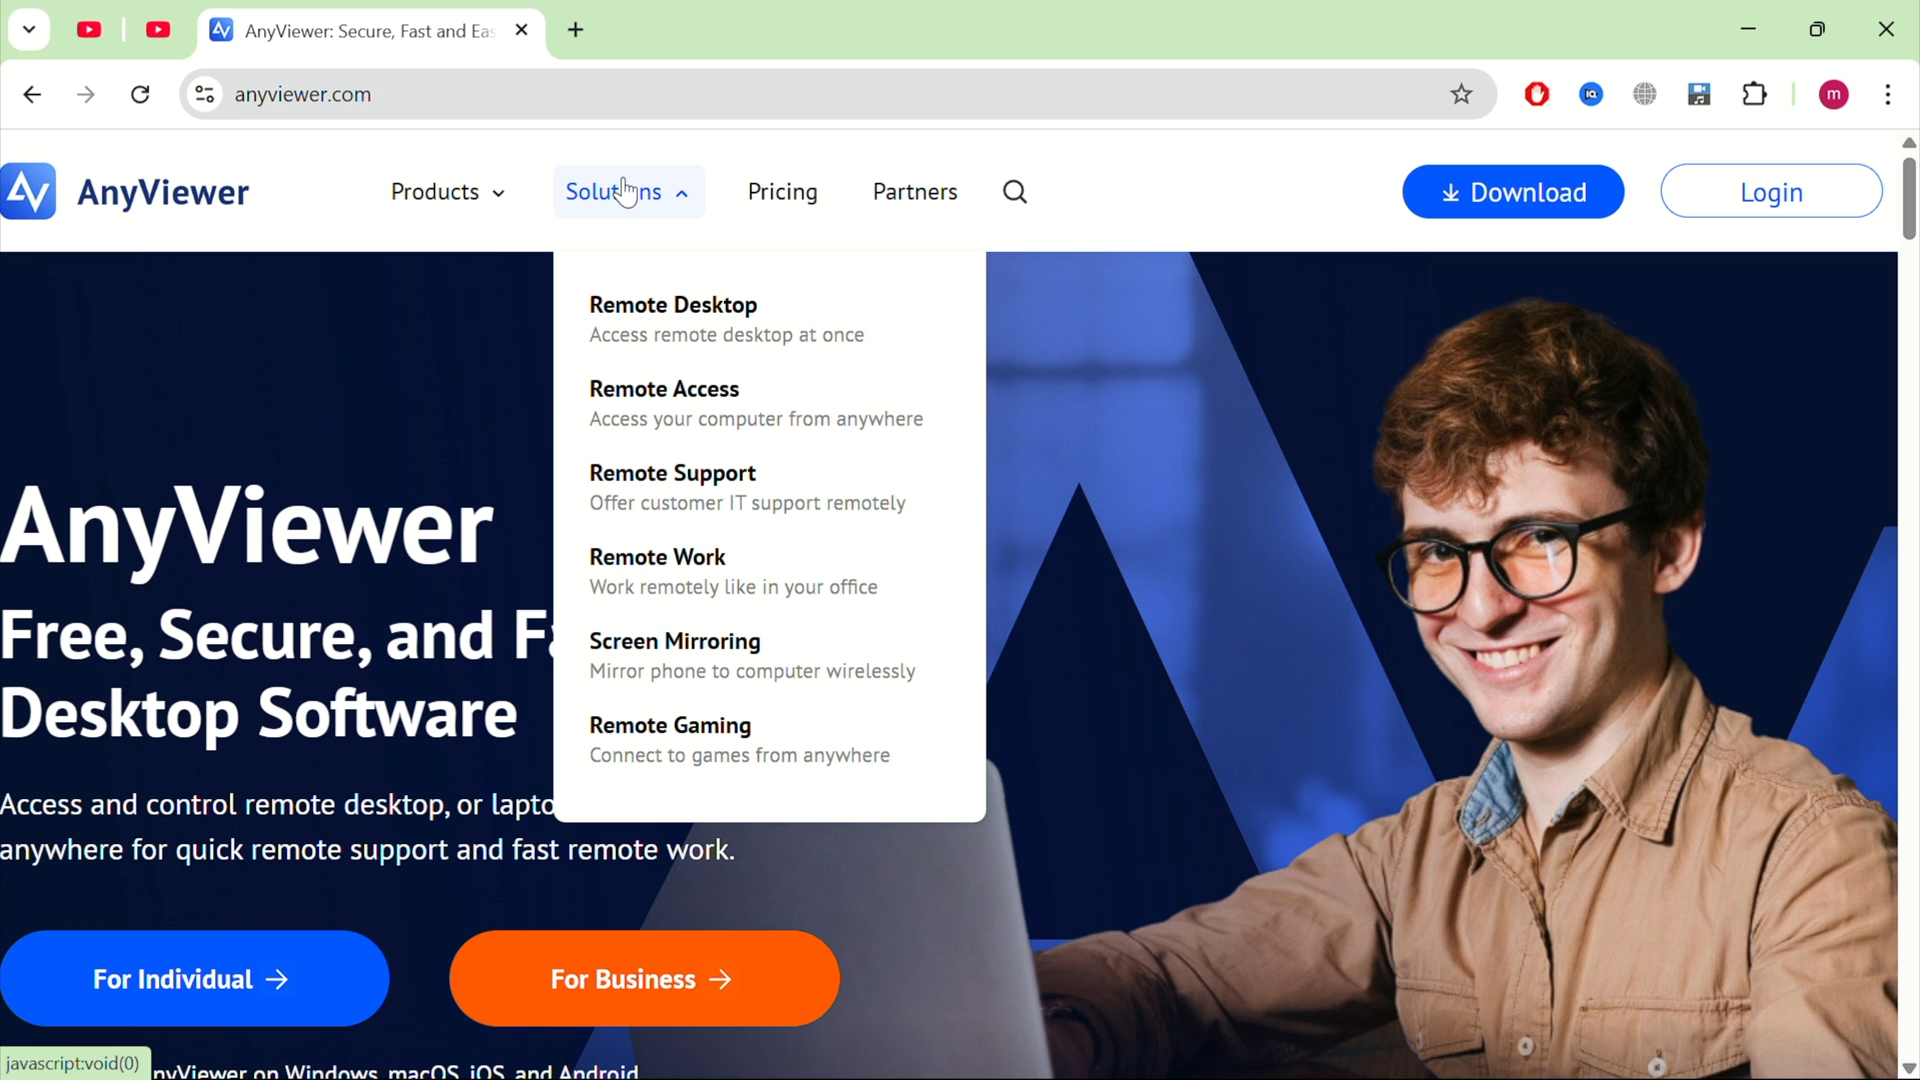 AnyViewer: Secure, Fast and Eas
anyviewer.com
m
AnyViewer
Products
Solutions
Pricing
Partners
Download
Login
Remote Desktop
Access remote desktop at once
Remote Access
Access your computer from anywhere
Remote Support
Offer customer IT support remotely
Remote Work
Work remotely like in your office
Screen Mirroring
Mirror phone to computer wirelessly
Remote Gaming
Connect to games from anywhere
AnyViewer
Free, Secure, and Fa
Desktop Software
Access and control remote desktop, or lapto
anywhere for quick remote support and fast remote work.
For Individual →
For Business →
javascript:void(0)
nyViewer on Windows, macOS, iOS, and Android